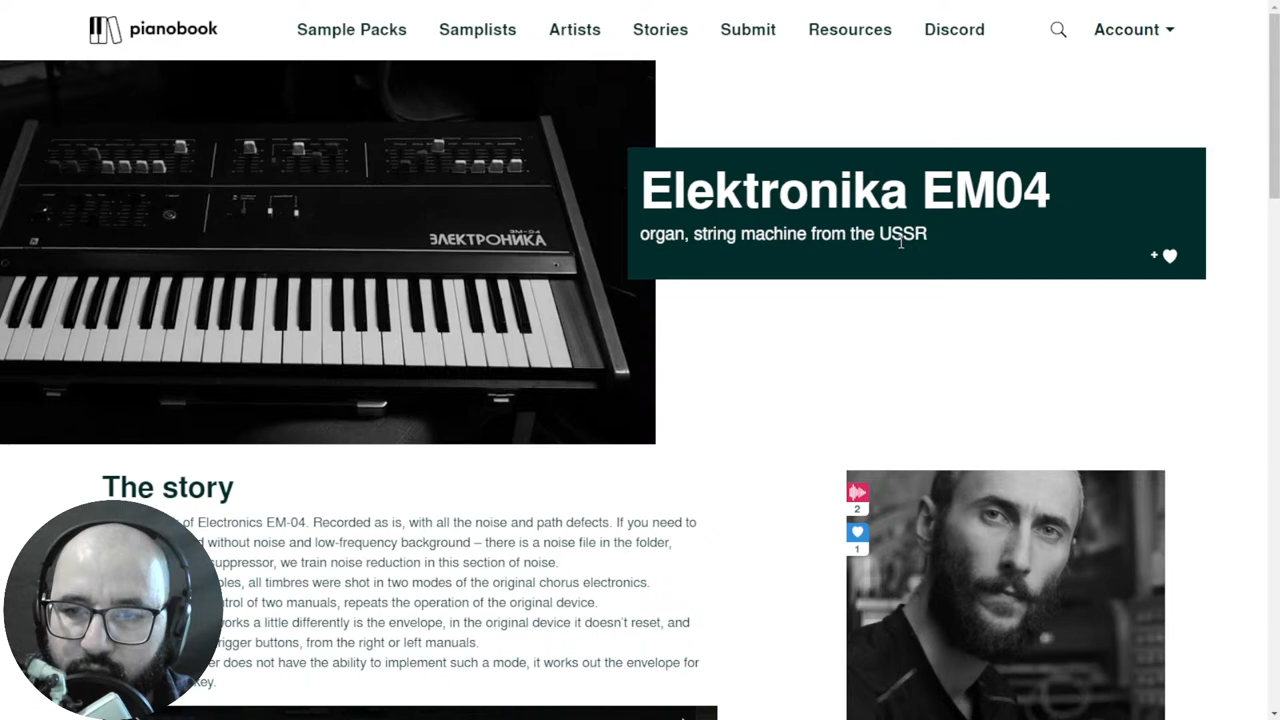 pianobook
Sample Packs
Samplists
Artists
Stories
Submit
Resources
Discord
Account
ЭМ-04
ЭЛЕКТРОНИКА
Elektronika EM04
organ, string machine from the USSR
+
The story
of Electronics EM-04. Recorded as is, with all the noise and path defects. If you need to
without noise and low-frequency background – there is a noise file in the folder,
suppressor, we train noise reduction in this section of noise.
all timbres were shot in two modes of the original chorus electronics.
of two manuals, repeats the operation of the original device.
works a little differently is the envelope, in the original device it doesn't reset, and
buttons, from the right or left manuals.
does not have the ability to implement such a mode, it works out the envelope for
key.
2
1